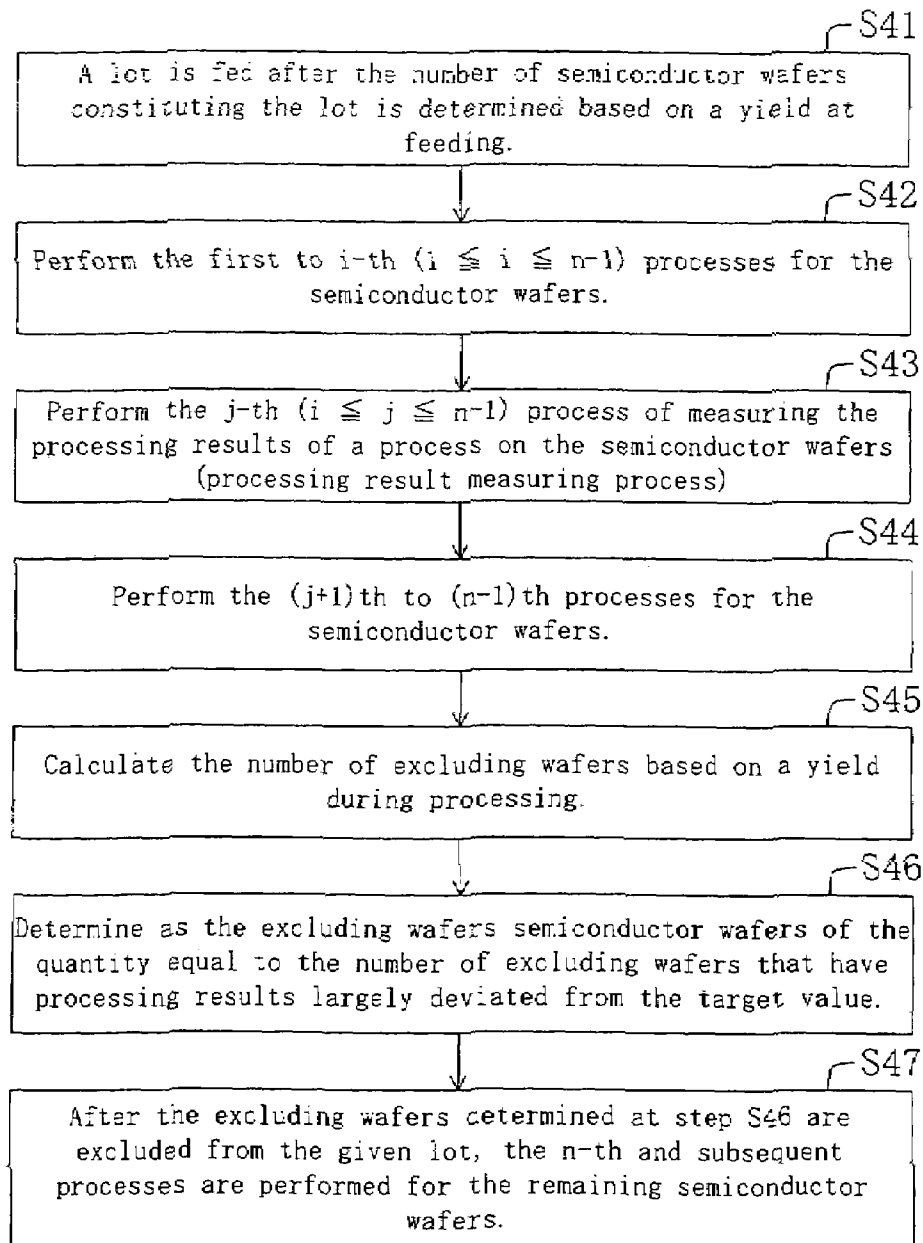 S41
A lot is fed after the number of semiconductor wafers
constituting the lot is determined based on a yield at
feeding.
S42
Perform the first to i-th (i ≦ i ≦ n-1) processes for the
semiconductor wafers.
S43
Perform the j-th (i ≦ j ≦ n-1) process of measuring the
processing results of a process on the semiconductor wafers
(processing result measuring process)
S44
Perform the (j+1)th to (n-1)th processes for the
semiconductor wafers.
S45
Calculate the number of excluding wafers based on a yield
during processing.
S46
Determine as the excluding wafers semiconductor wafers of the
quantity equal to the number of excluding wafers that have
processing results largely deviated from the target value.
S47
After the excluding wafers determined at step S46 are
excluded from the given lot, the n-th and subsequent
processes are performed for the remaining semiconductor
wafers.